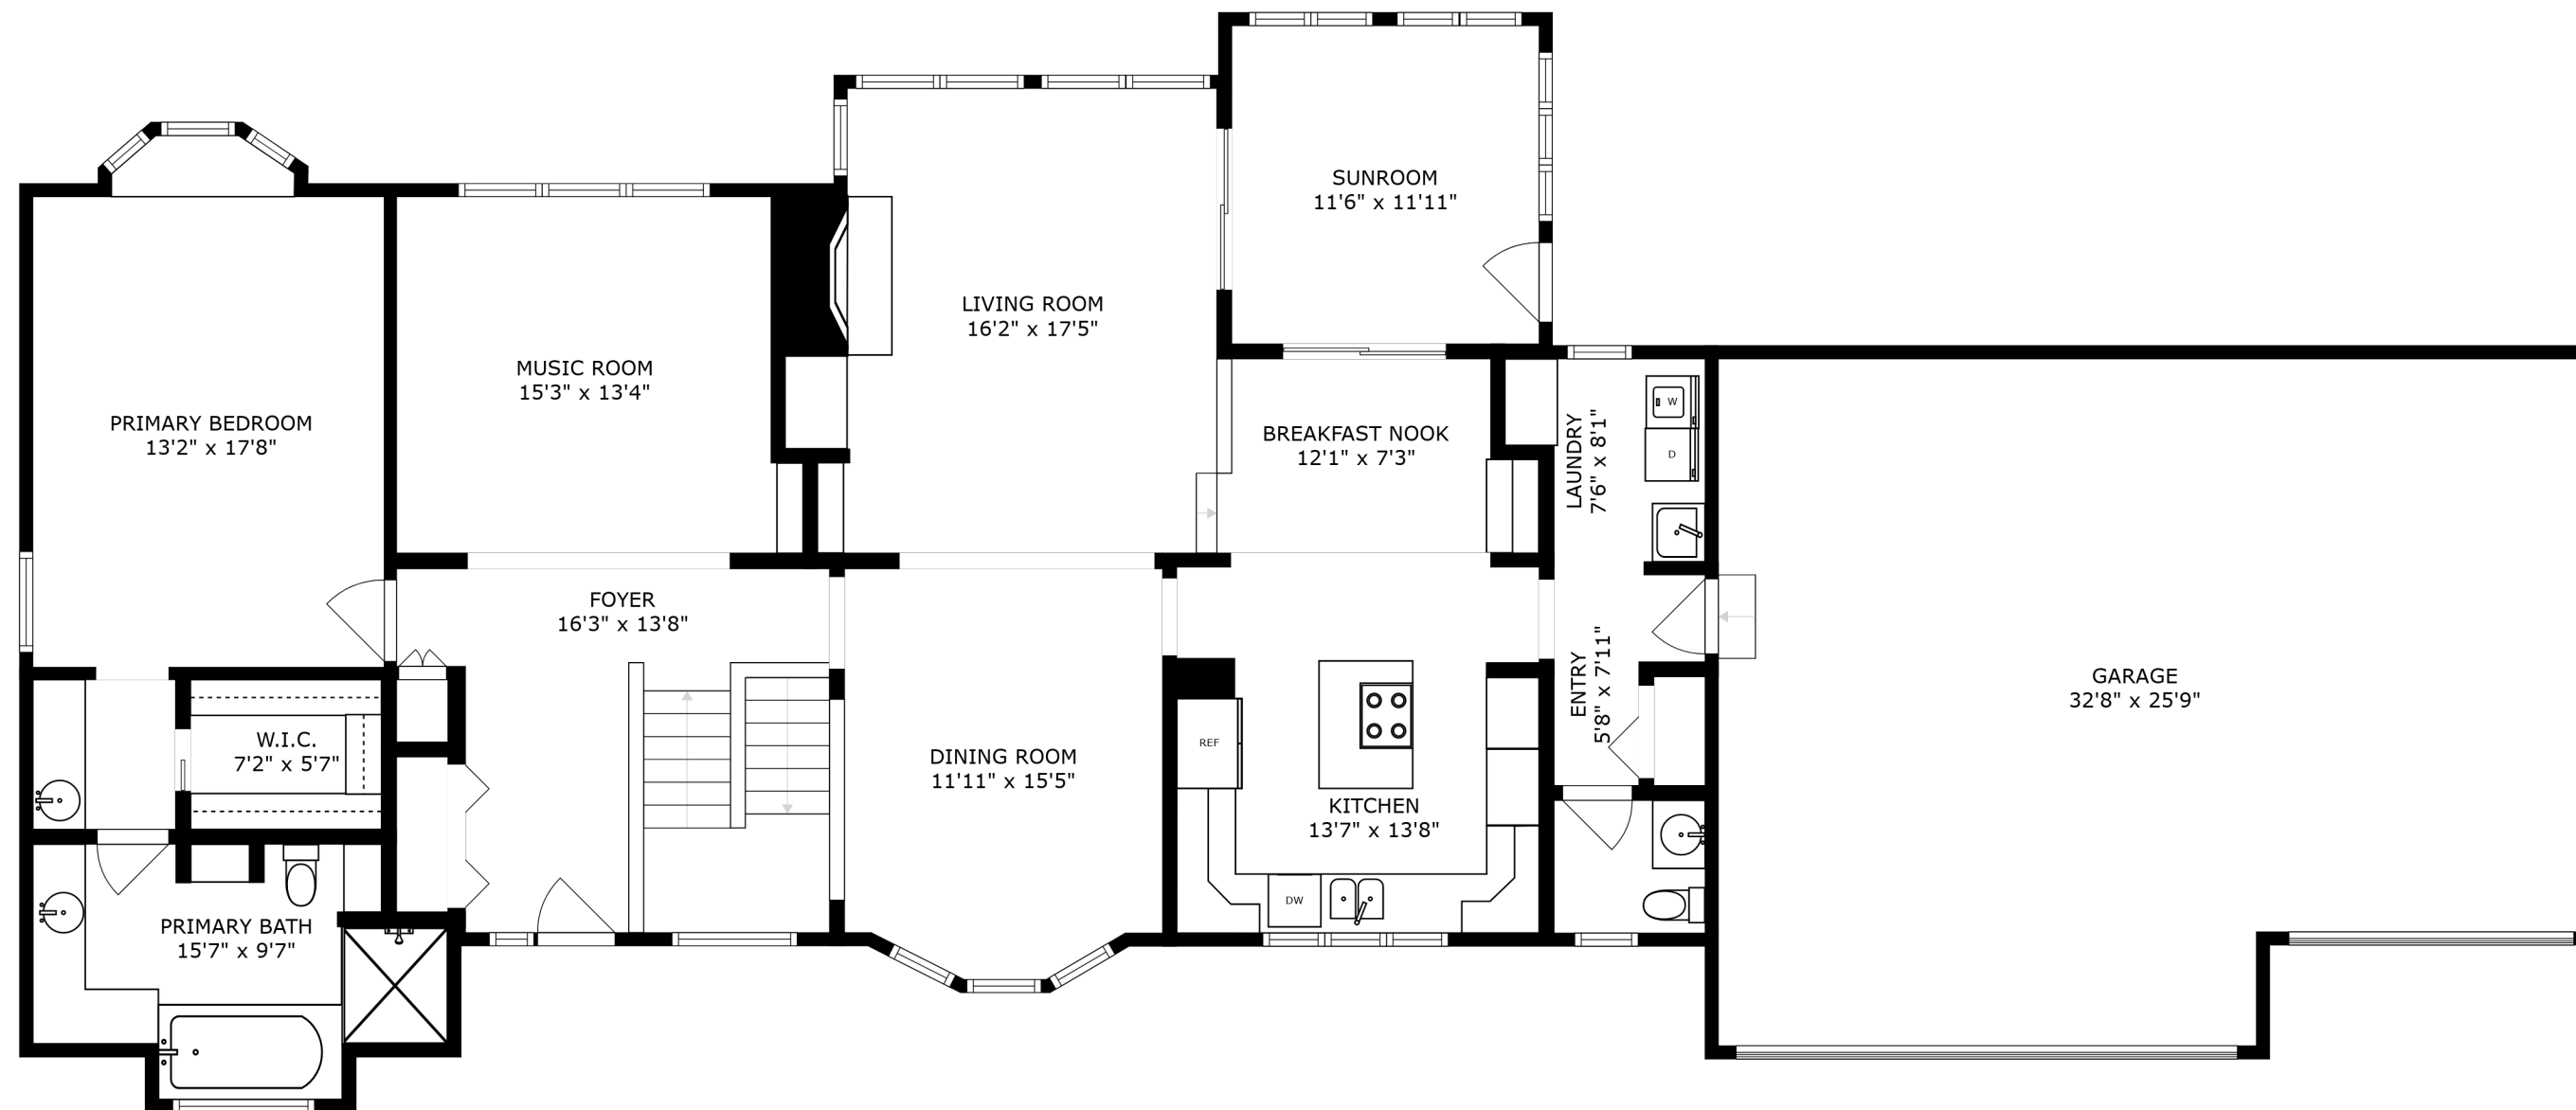 SUNROOM
11'6" x 11'11"
LIVING ROOM
16'2" x 17'5"
MUSIC ROOM
15'3" x 13'4"
PRIMARY BEDROOM
13'2" x 17'8"
BREAKFAST NOOK
12'1" x 7'3"
LAUNDRY
7'6" x 8'1"
W
D
FOYER
16'3" x 13'8"
ENTRY
5'8" x 7'11"
GARAGE
32'8" x 25'9"
W.I.C.
7'2" x 5'7"
DINING ROOM
11'11" x 15'5"
REF
KITCHEN
13'7" x 13'8"
DW
PRIMARY BATH
15'7" x 9'7"